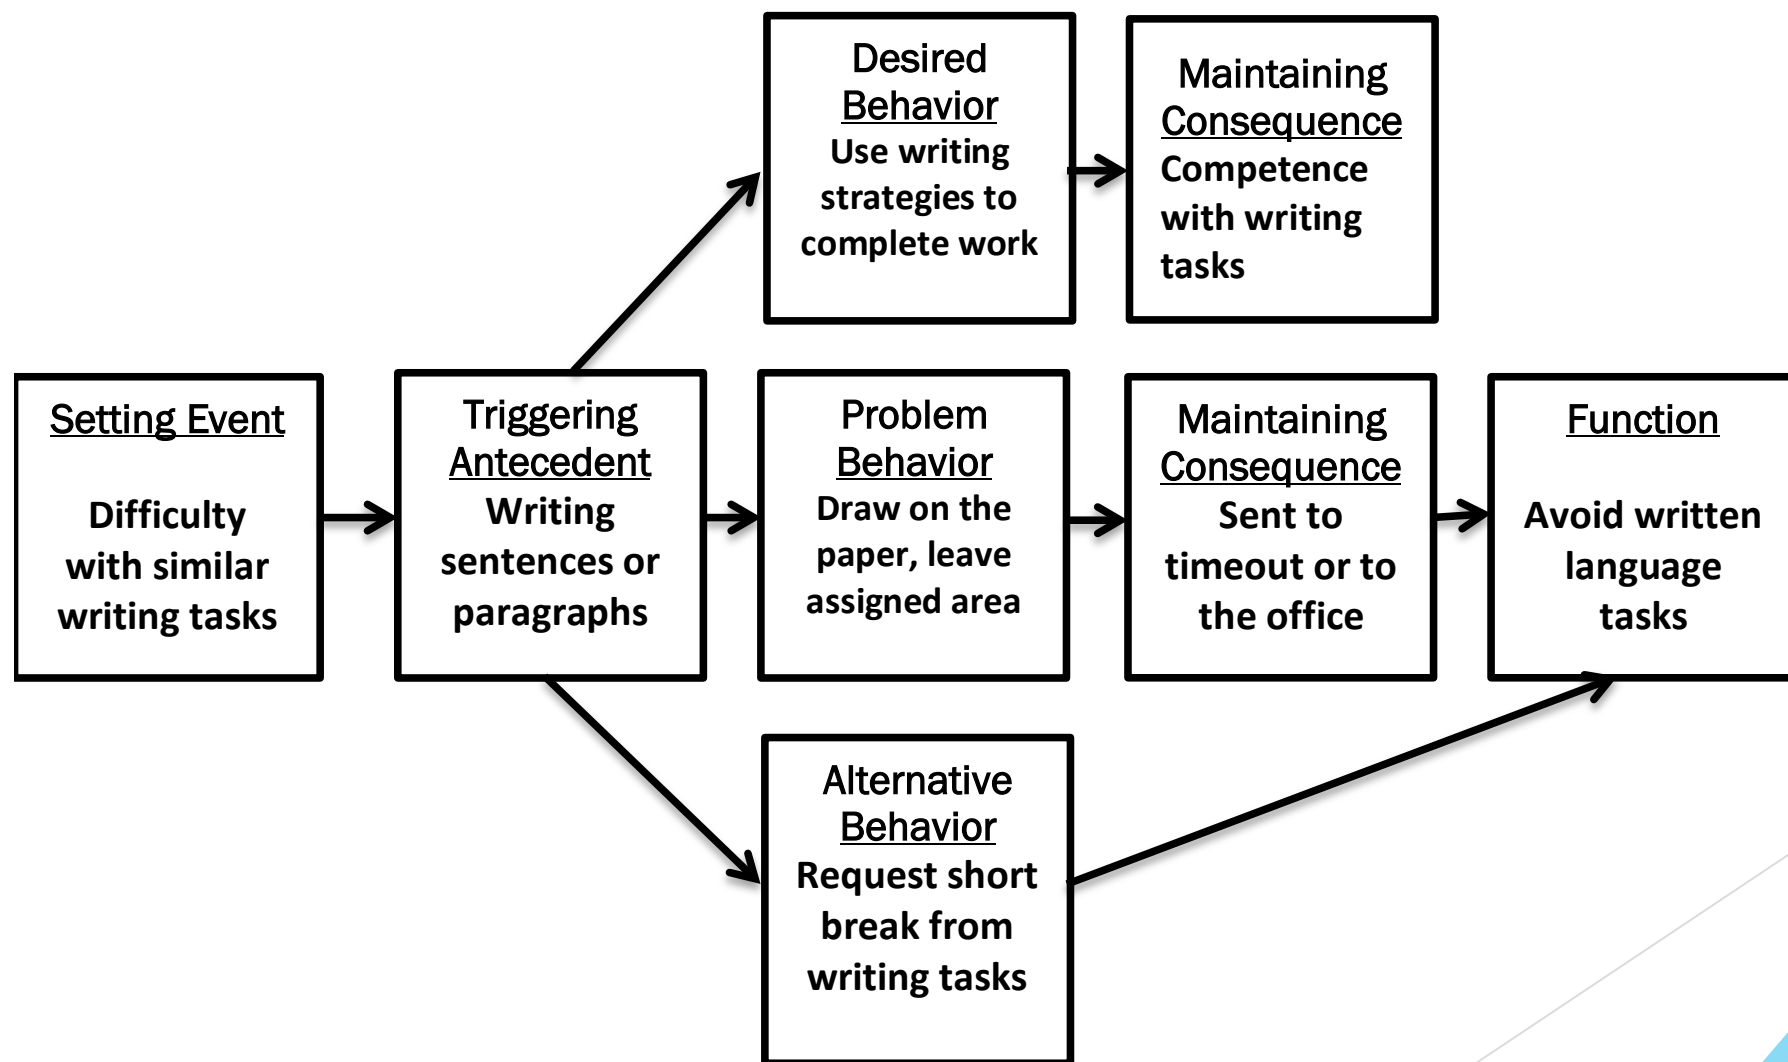 Desired
Behavior
Use writing
strategies to
complete work
Maintaining
Consequence
Competence
with writing
tasks
Setting Event
Difficulty
with similar
writing tasks
Triggering
Antecedent
Writing
sentences or
paragraphs
Problem
Behavior
Draw on the
paper, leave
assigned area
Maintaining
Consequence
Sent to
timeout or to
the office
Function
Avoid written
language
tasks
Alternative
Behavior
Request short
break from
writing tasks